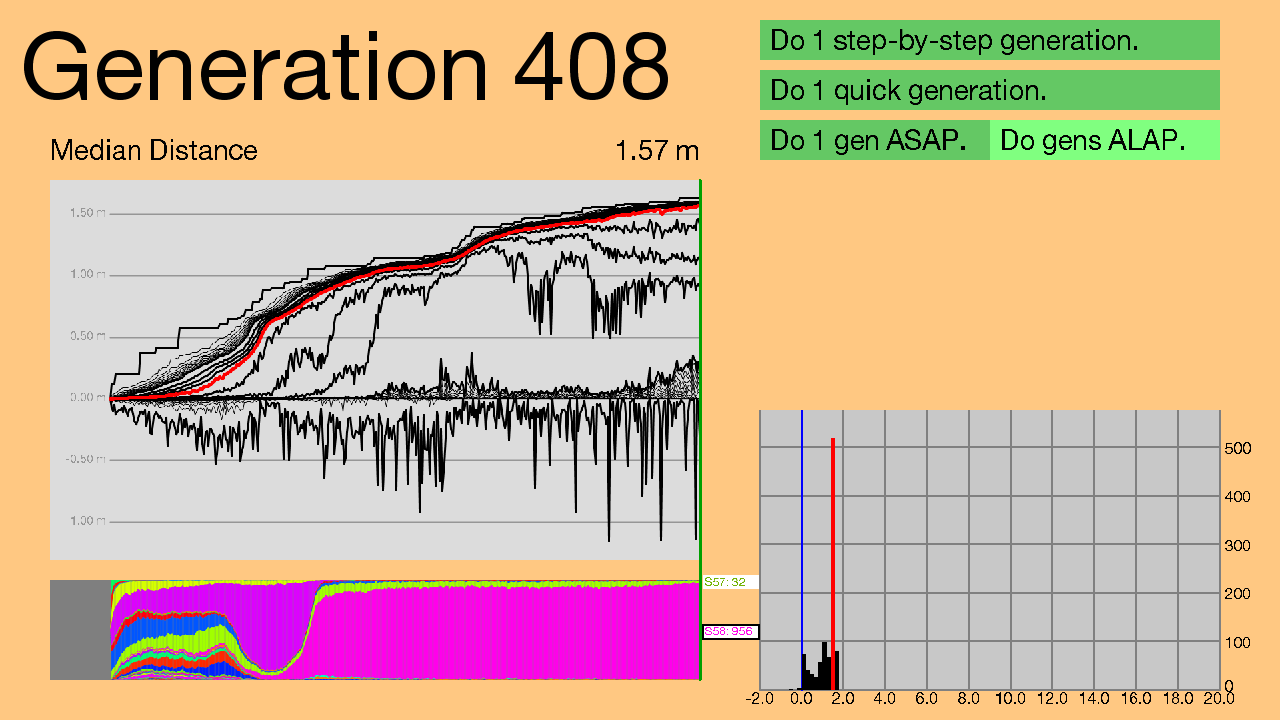 Generation 408
Do 1 step-by-step generation.
Do 1 quick generation.
Do 1 gen ASAP.
Do gens ALAP.
Median Distance
1.57 m
1.50 m
1.00 m
0.50 m
0.00 m
-0.50 m
1.00 m
S57: 32
S58: 956
500
400
300
200
100
0
-2.0 0.0 2.0 4.0 6.0 8.0 10.0 12.0 14.0 16.0 18.0 20.0